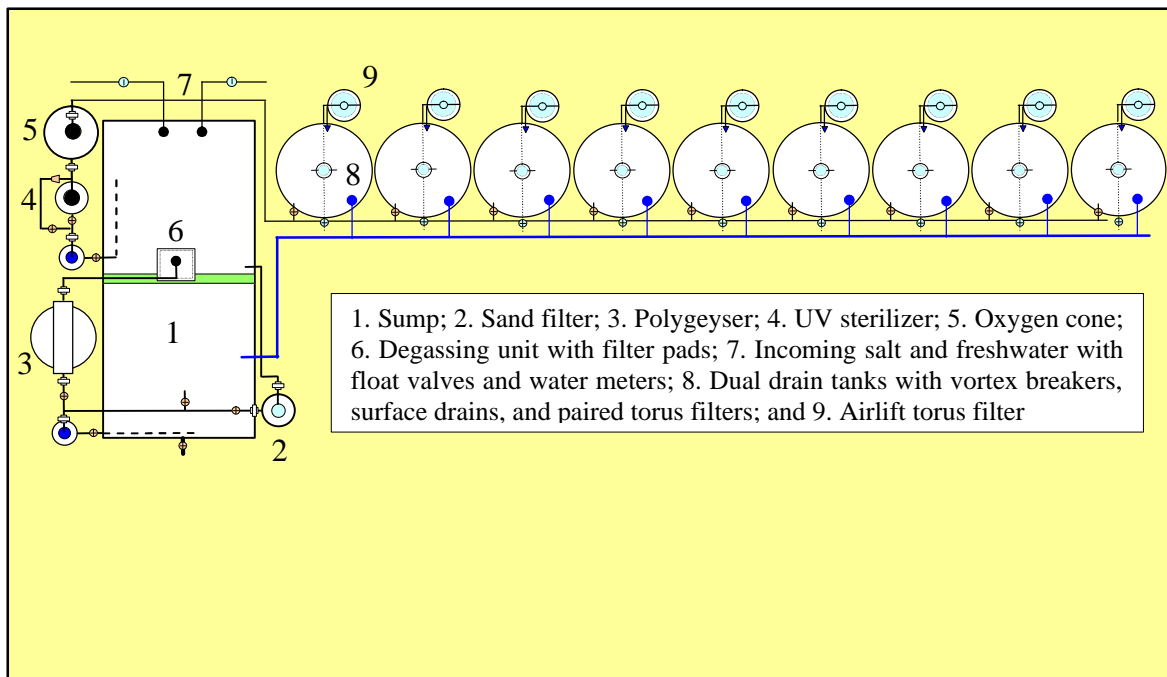 7
9
5
8
4
6
1
3
2
1. Sump; 2. Sand filter; 3. Polygeyser; 4. UV sterilizer; 5. Oxygen cone;
6. Degassing unit with filter pads; 7. Incoming salt and freshwater with
float valves and water meters; 8. Dual drain tanks with vortex breakers,
surface drains, and paired torus filters; and 9. Airlift torus filter